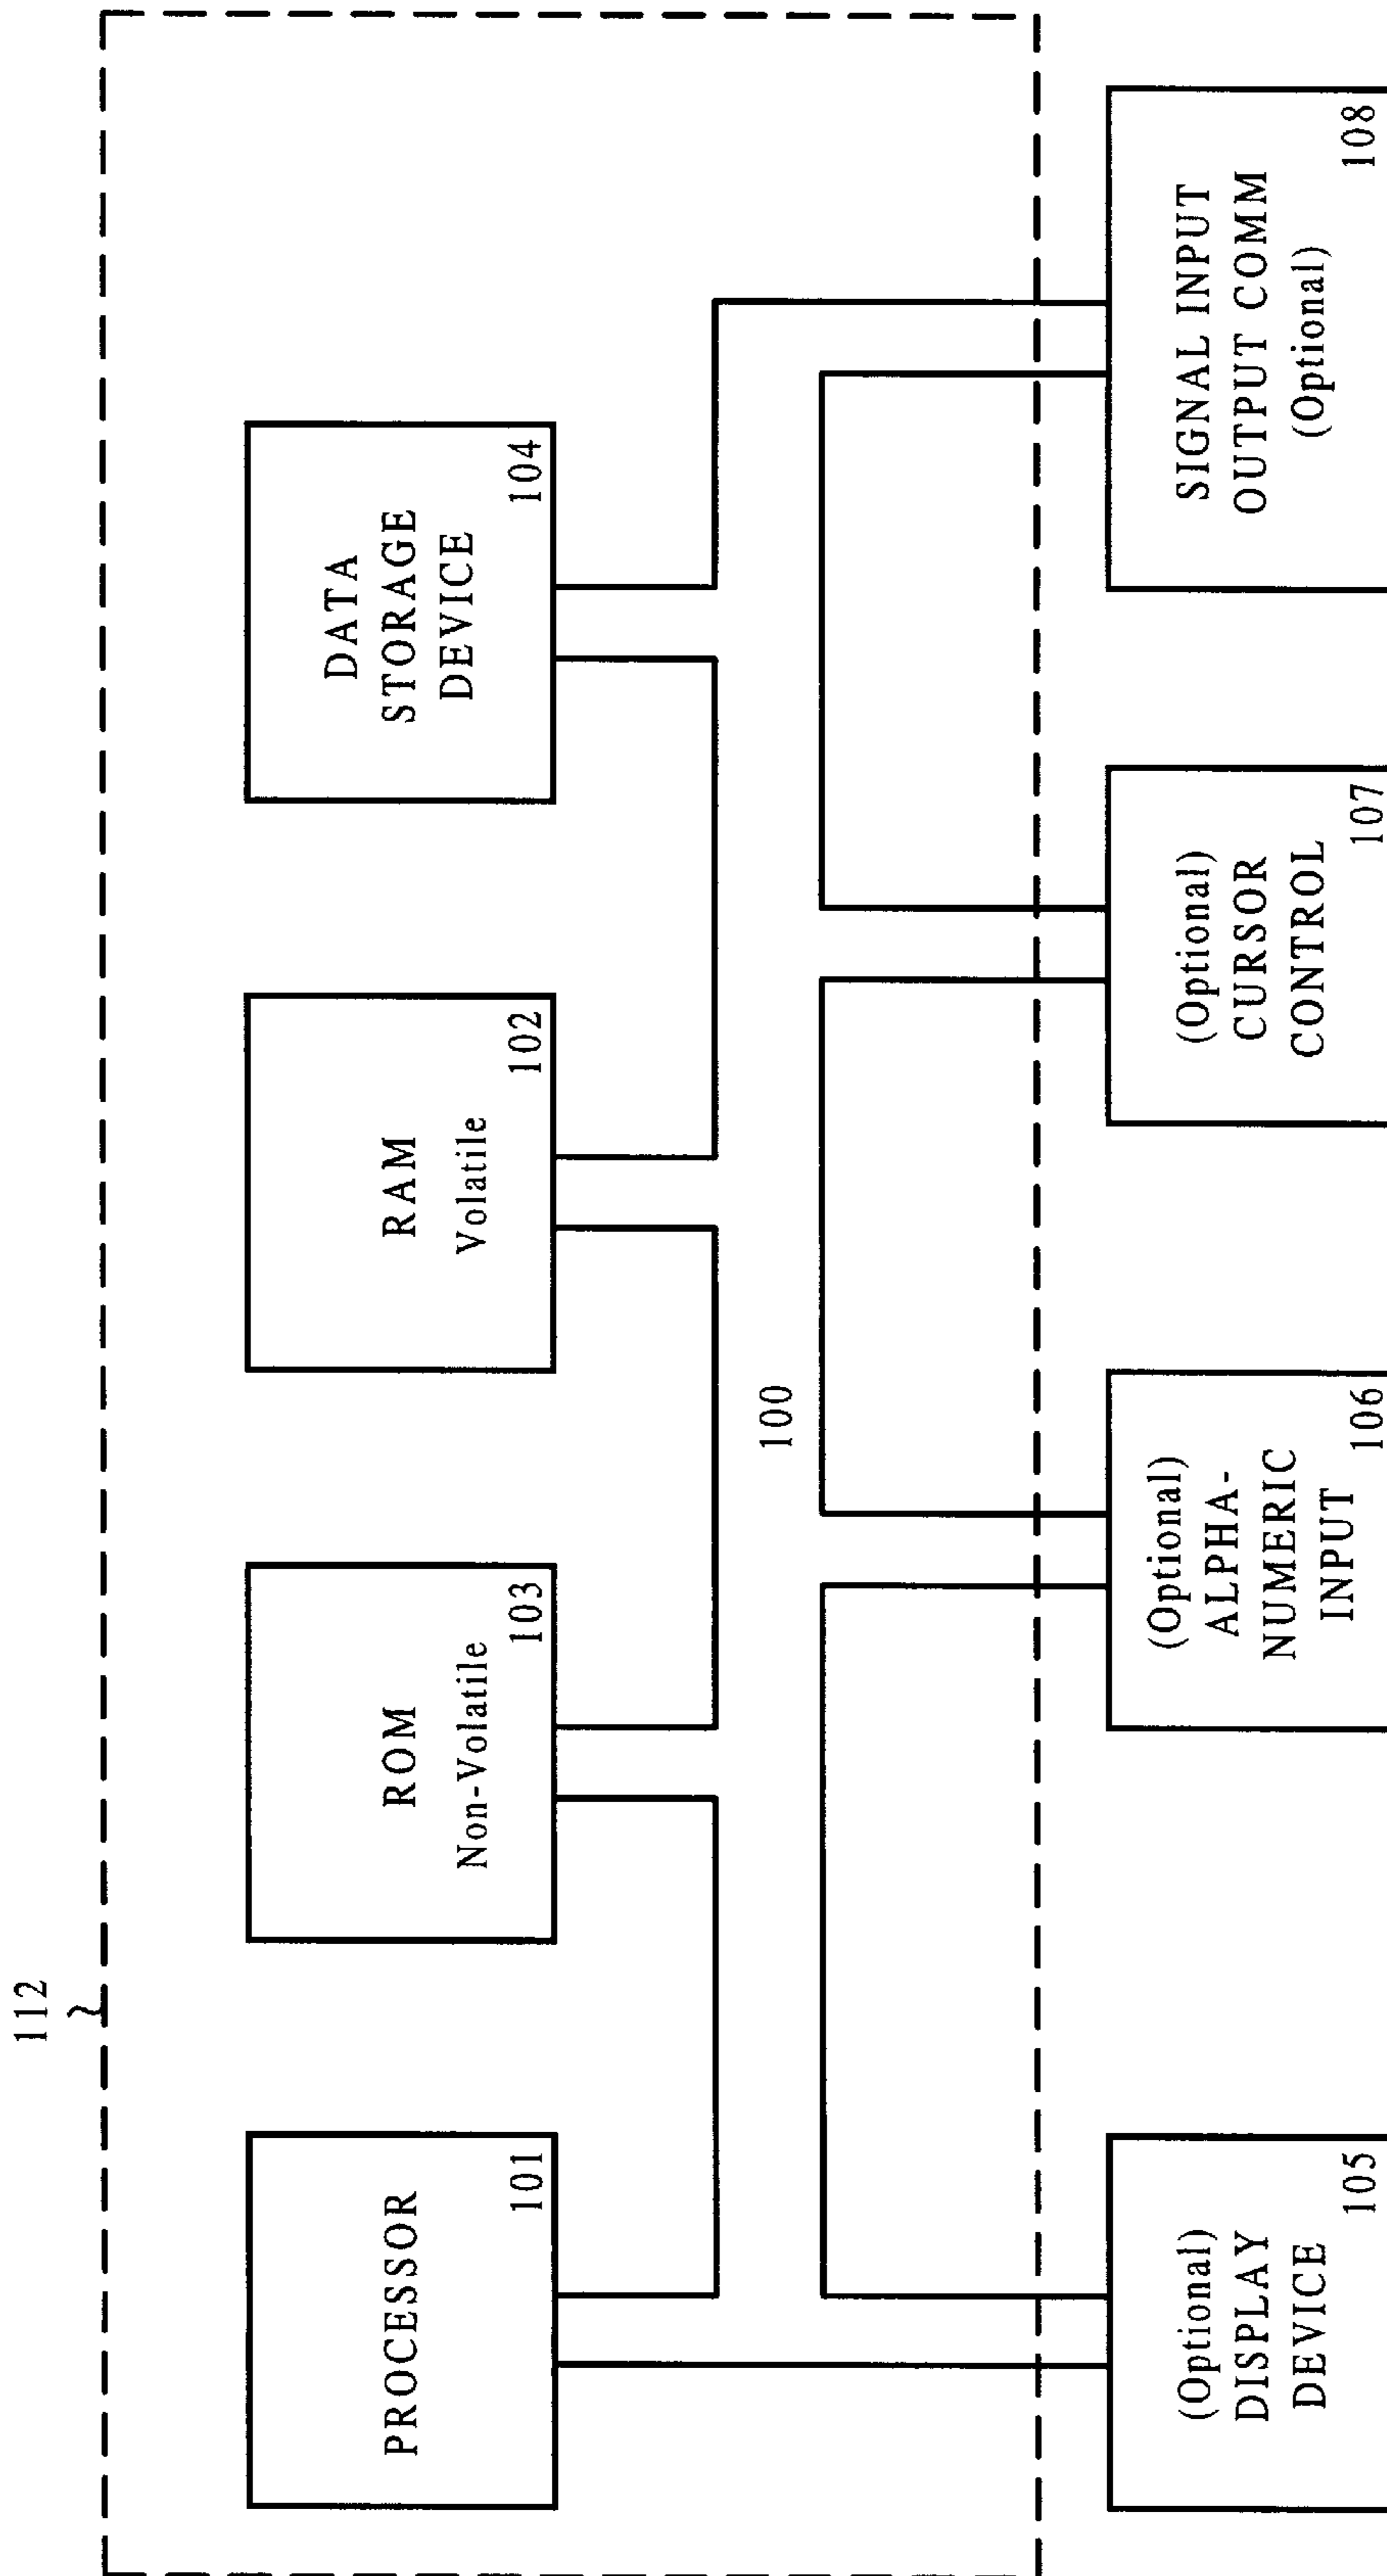 112
PROCESSOR
101
ROM
Non-Volatile
103
RAM
Volatile
102
DATA
STORAGE
DEVICE
104
100
(Optional)
DISPLAY
DEVICE
105
(Optional)
ALPHA-
NUMERIC
INPUT
106
(Optional)
CURSOR
CONTROL
107
SIGNAL INPUT
OUTPUT COMM
(Optional)
108